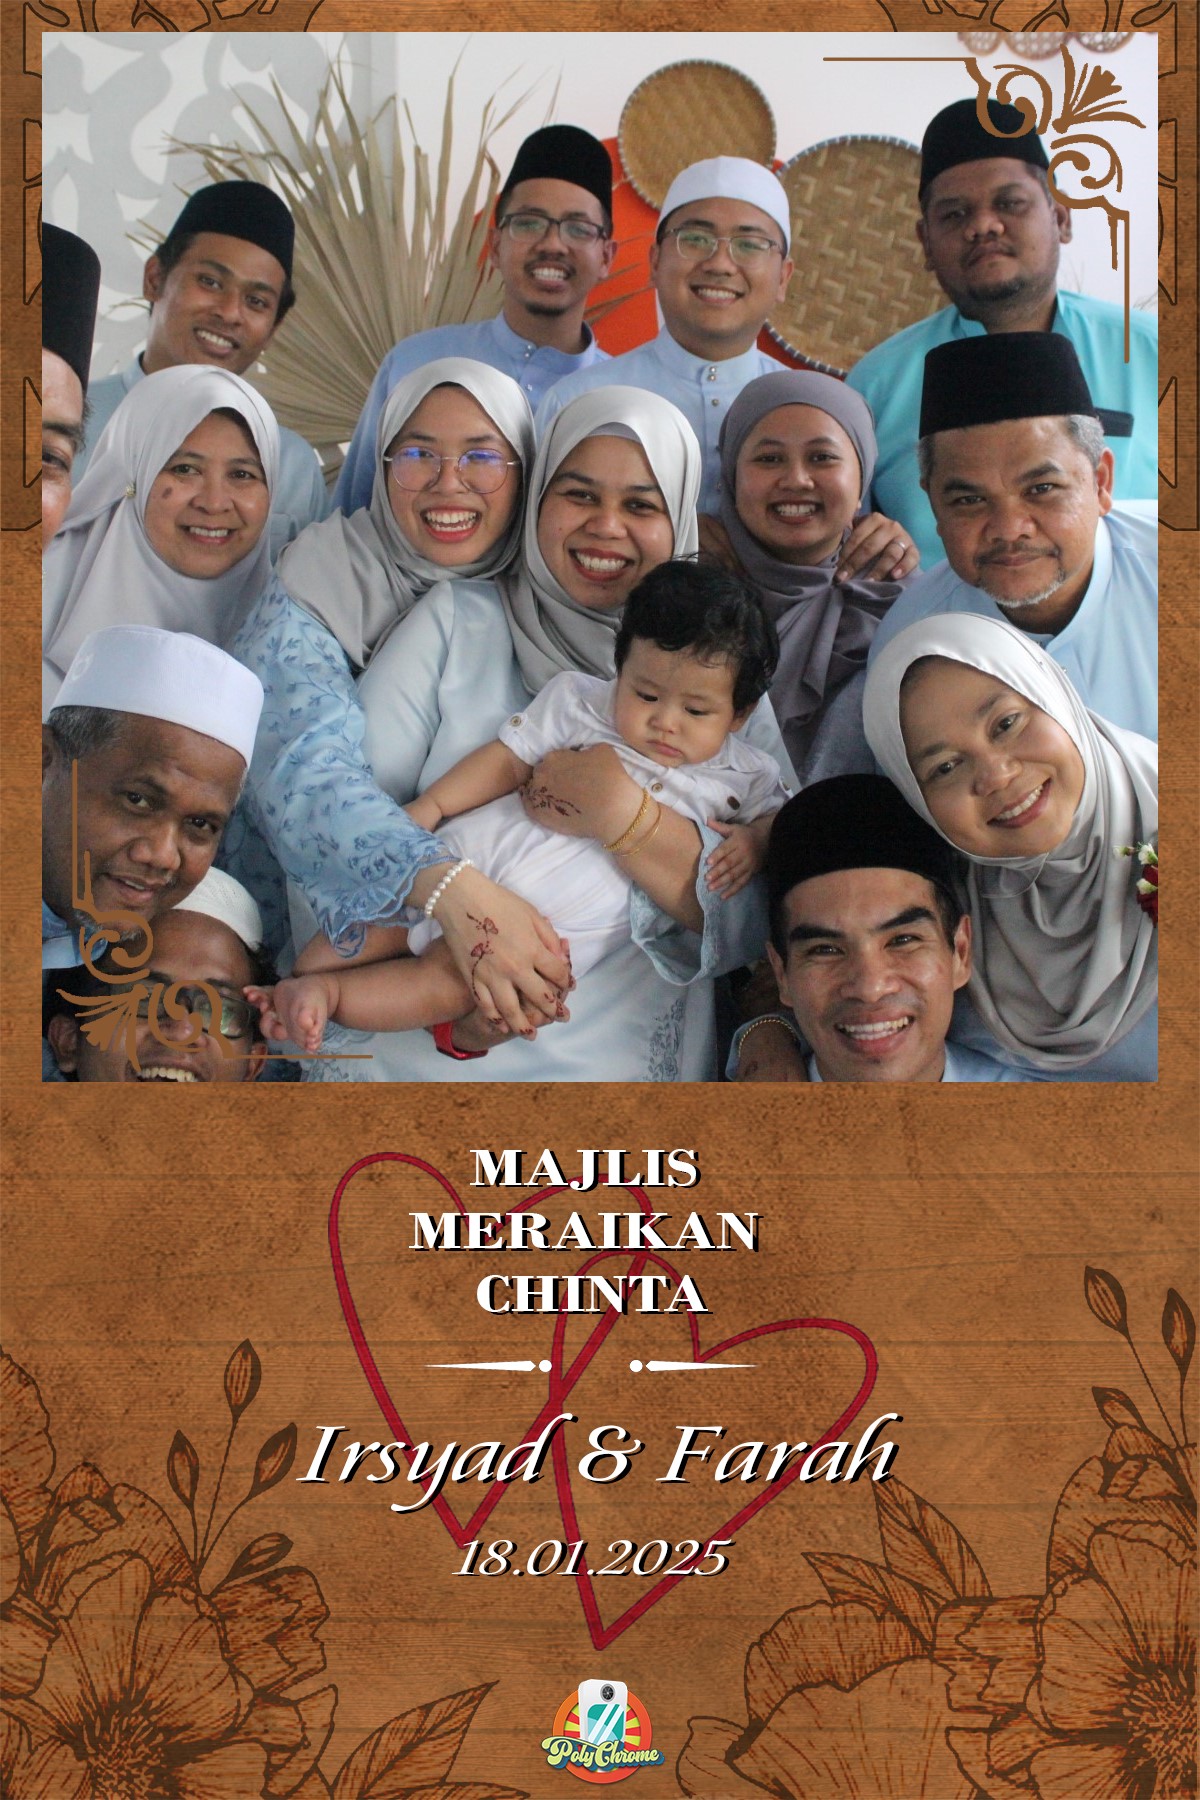 MAJLIS
MERAIKAN
CHINTA
Irsyad & Farah
18.01.2025
PolyChrome